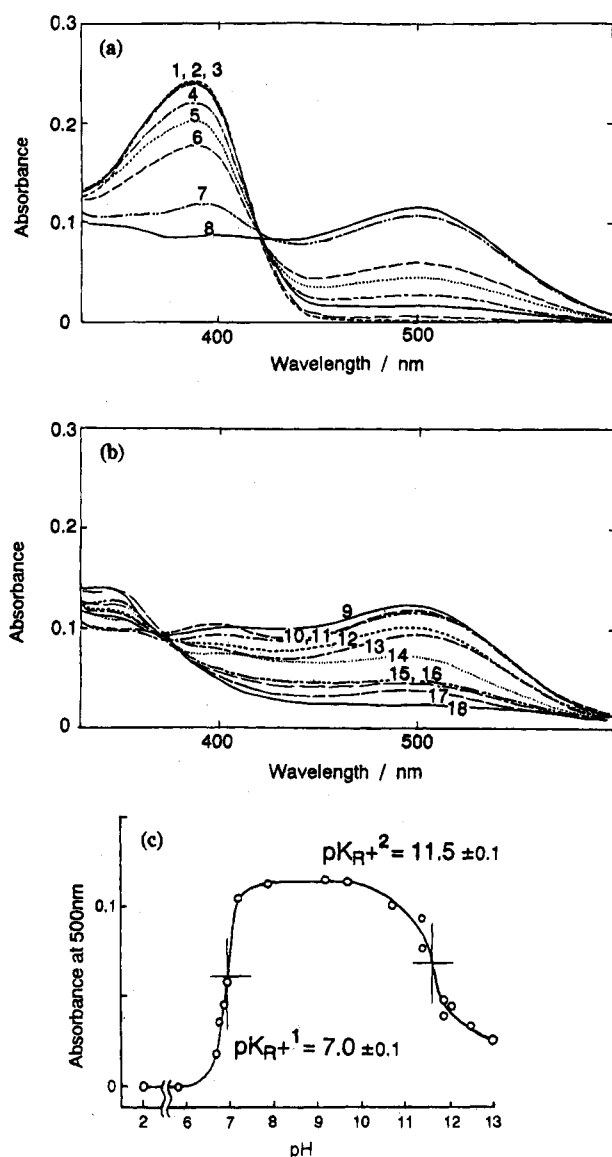 (a)
0.3
0.2
0.1
0
Absorbance
1, 2, 3
4
5
6
7
8
400
500
Wavelength / nm
(b)
0.3
0.2
0.1
0
Absorbance
9
10, 11
12
13
14
15, 16
17
18
400
500
Wavelength / nm
(c)
Absorbance at 500nm
0.1
0
pKR+2 = 11.5 ±0.1
pKR+1 = 7.0 ±0.1
2 6 7 8 9 10 11 12 13
pH